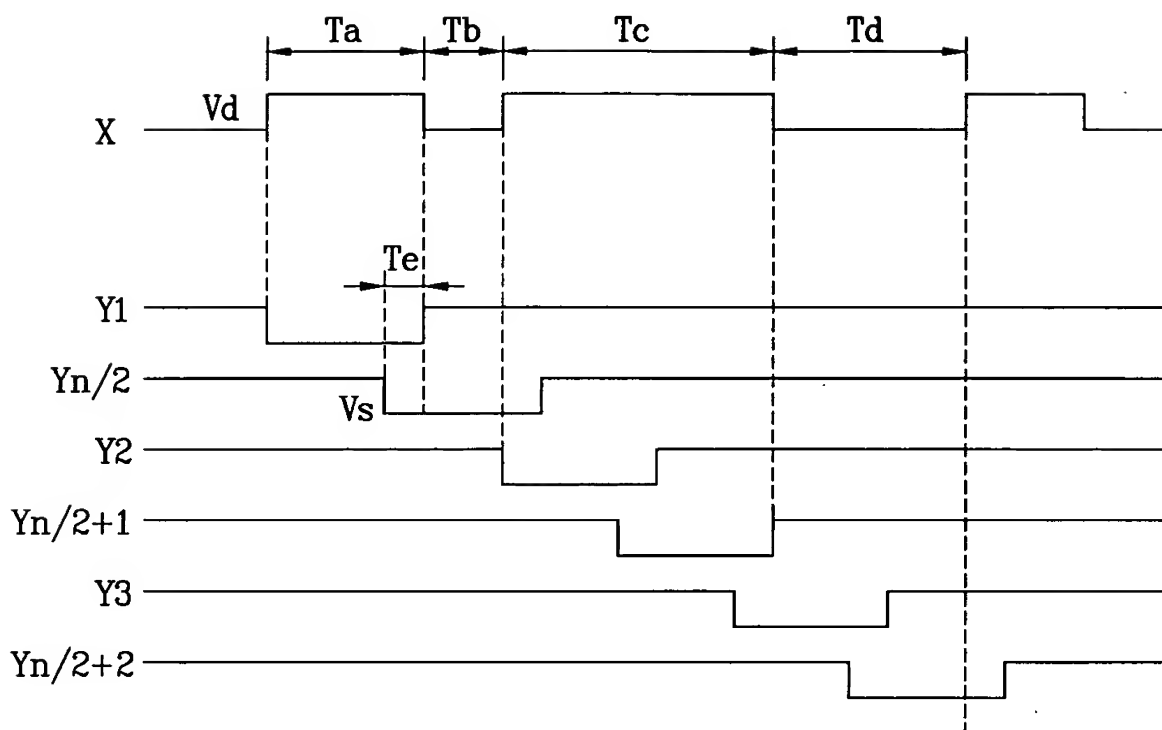 Ta Tb Tc Td
Vd
X
Te
Y1
Yn/2
Vs
Y2
Yn/2+1
Y3
Yn/2+2